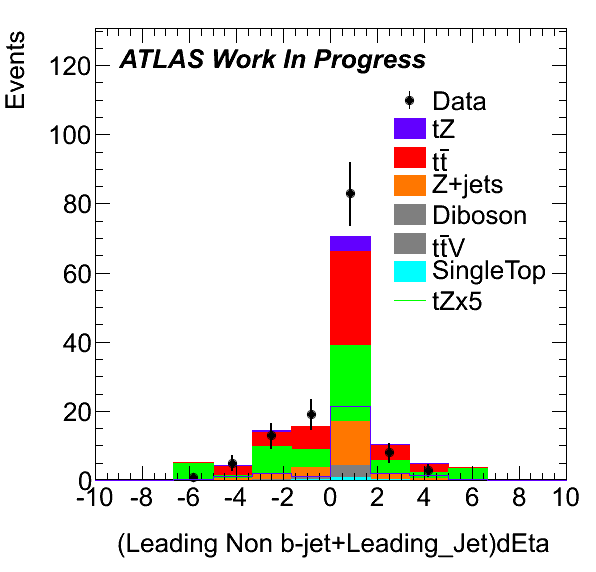 Events
ATLAS Work In Progress
Data
tZ
tt̄
Z+jets
Diboson
tt̄V
SingleTop
tZx5
120
100
80
60
40
20
0
-10 -8 -6 -4 -2 0 2 4 6 8 10
(Leading Non b-jet+Leading_Jet)dEta